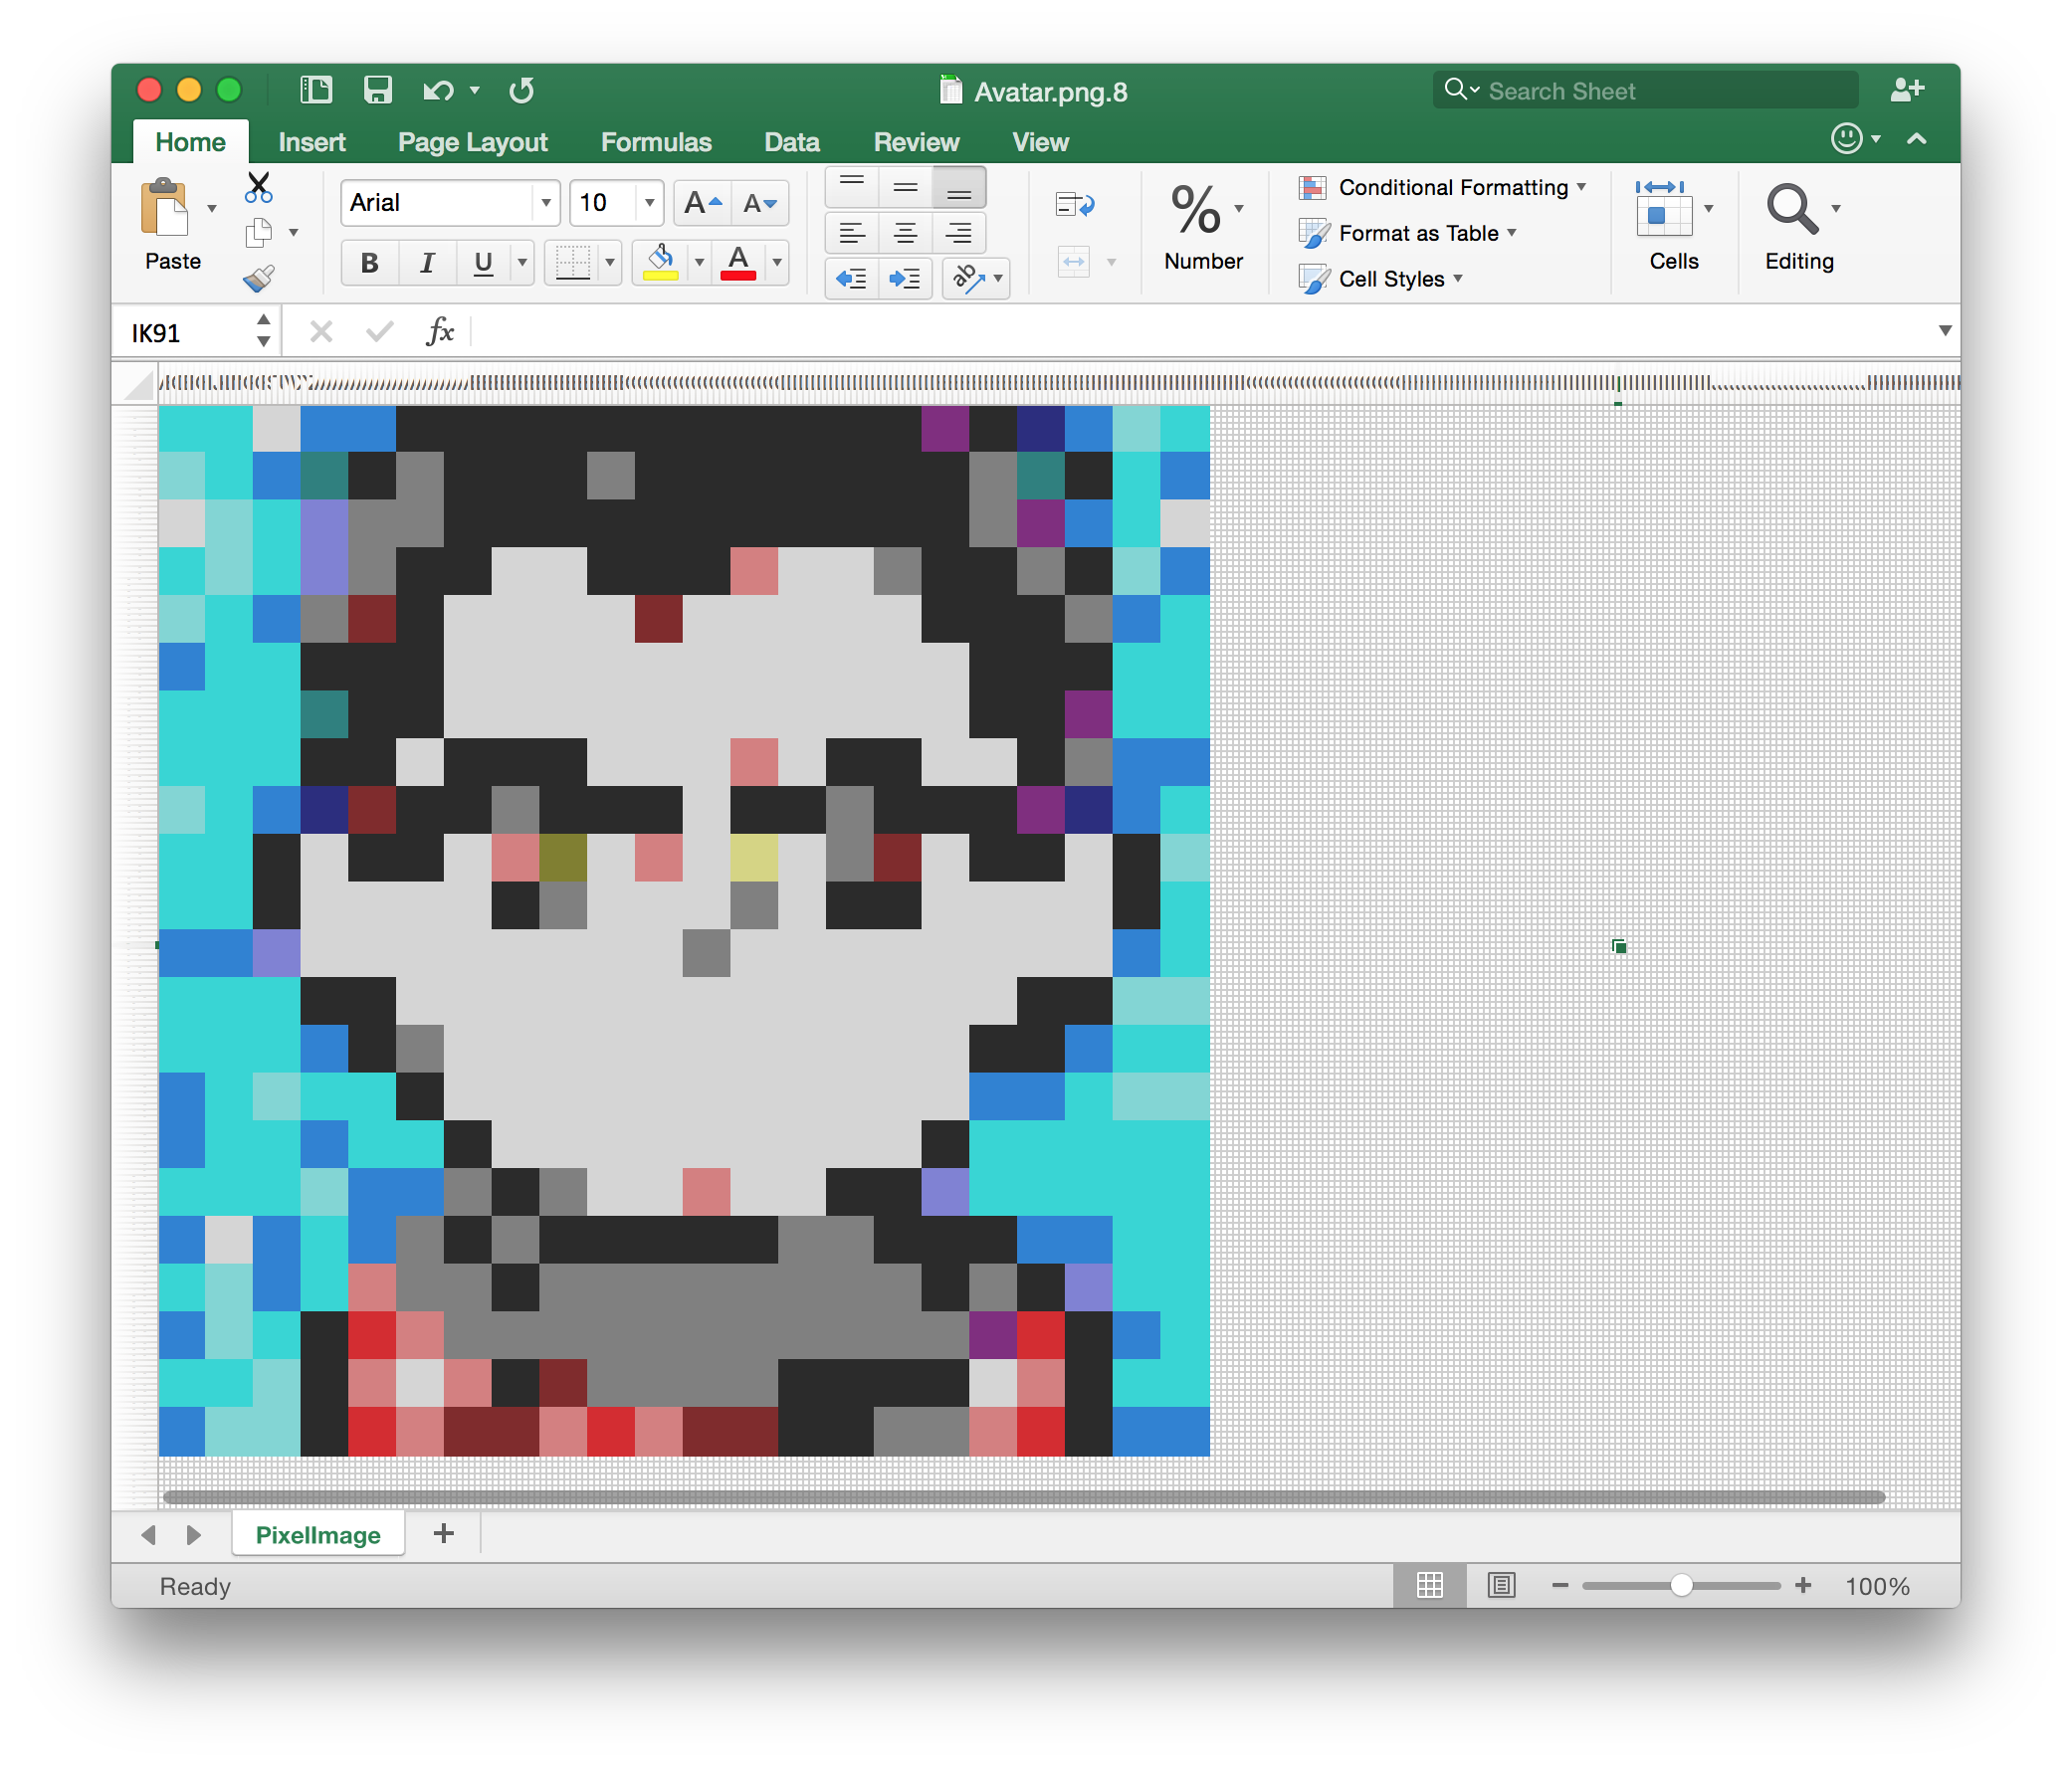 Avatar.png.8
Search Sheet
Home Insert Page Layout Formulas Data Review View
Paste
Arial 10 A A
B I U A
ab
% Number
Conditional Formatting
Format as Table
Cell Styles
Cells
Editing
IK91 fx
PixelImage +
Ready 100%